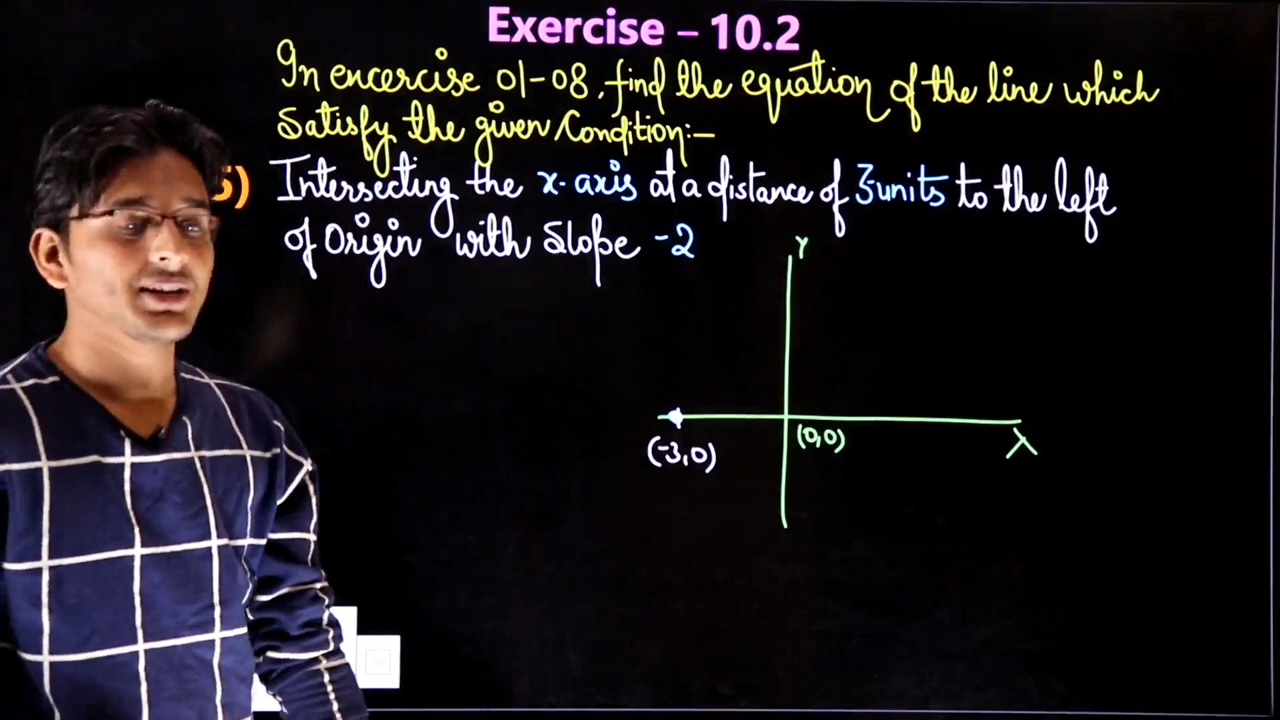 Exercise – 10.2
In encercise 01-08, find the equation of the line which
Satisfy the given Condition:–
5) Intersecting the x-axis at a distance of 3units to the left
of Origin with Slope -2
Y
(0,0)
X
(-3,0)